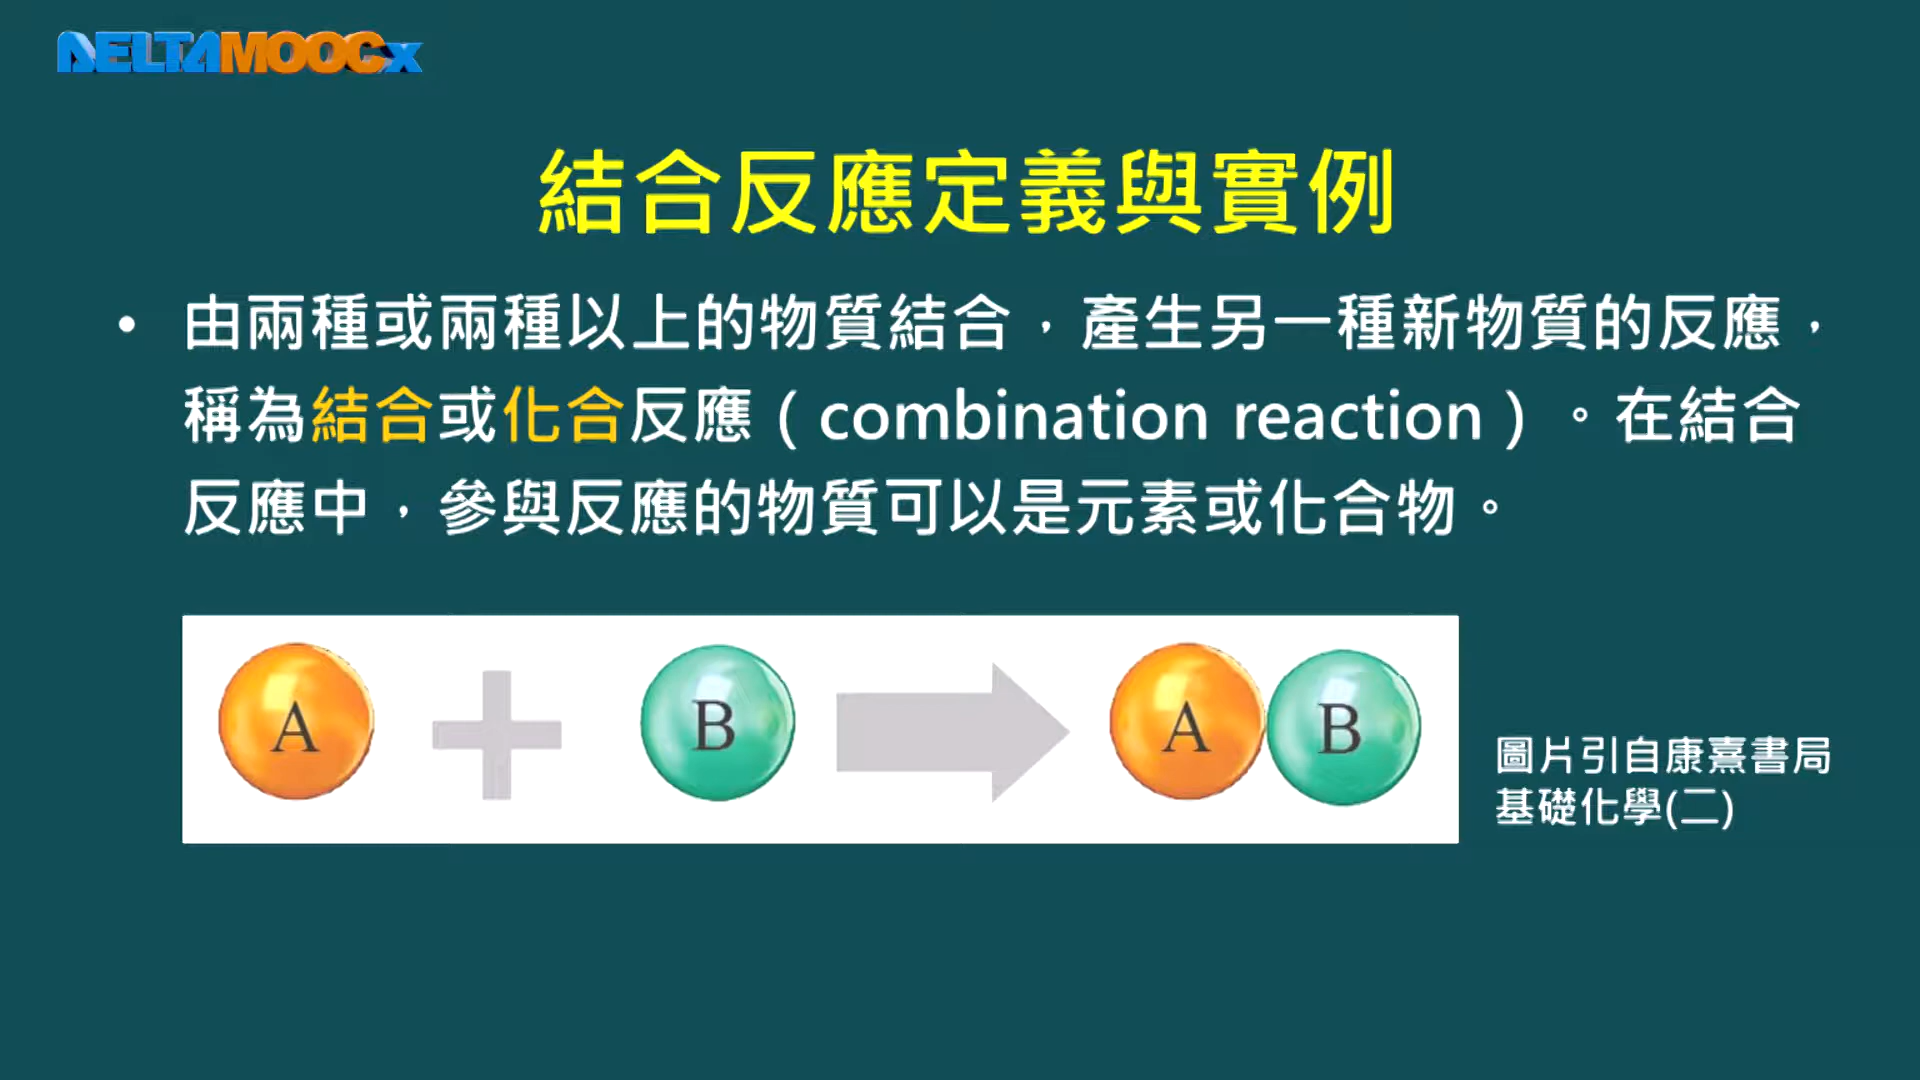 DELTAMOOCx
結合反應定義與實例
• 由兩種或兩種以上的物質結合，產生另一種新物質的反應，
稱為結合或化合反應（combination reaction）。在結合
反應中，參與反應的物質可以是元素或化合物。
A B A B
圖片引自康熹書局
基礎化學(二)